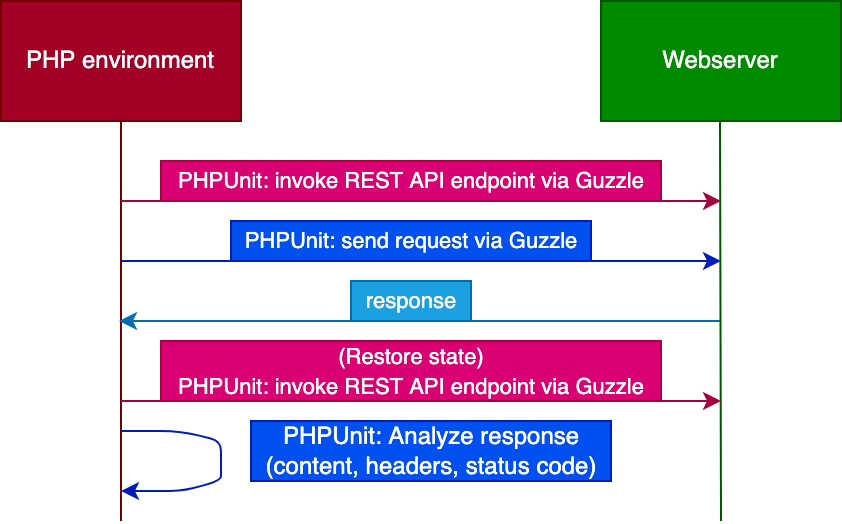 PHP environment
Webserver
PHPUnit: invoke REST API endpoint via Guzzle
PHPUnit: send request via Guzzle
response
(Restore state)
PHPUnit: invoke REST API endpoint via Guzzle
PHPUnit: Analyze response
(content, headers, status code)